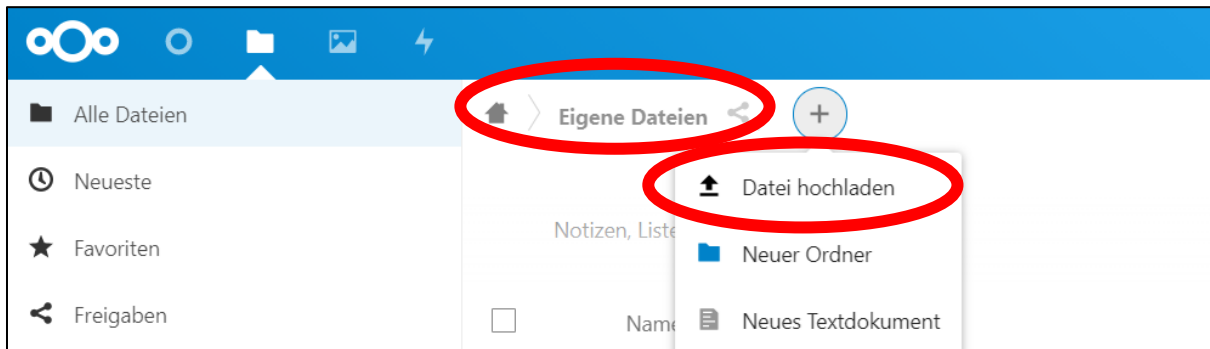 Alle Dateien
Neueste
Favoriten
Freigaben
Eigene Dateien
Datei hochladen
Notizen, Liste
Neuer Ordner
Name
Neues Textdokument